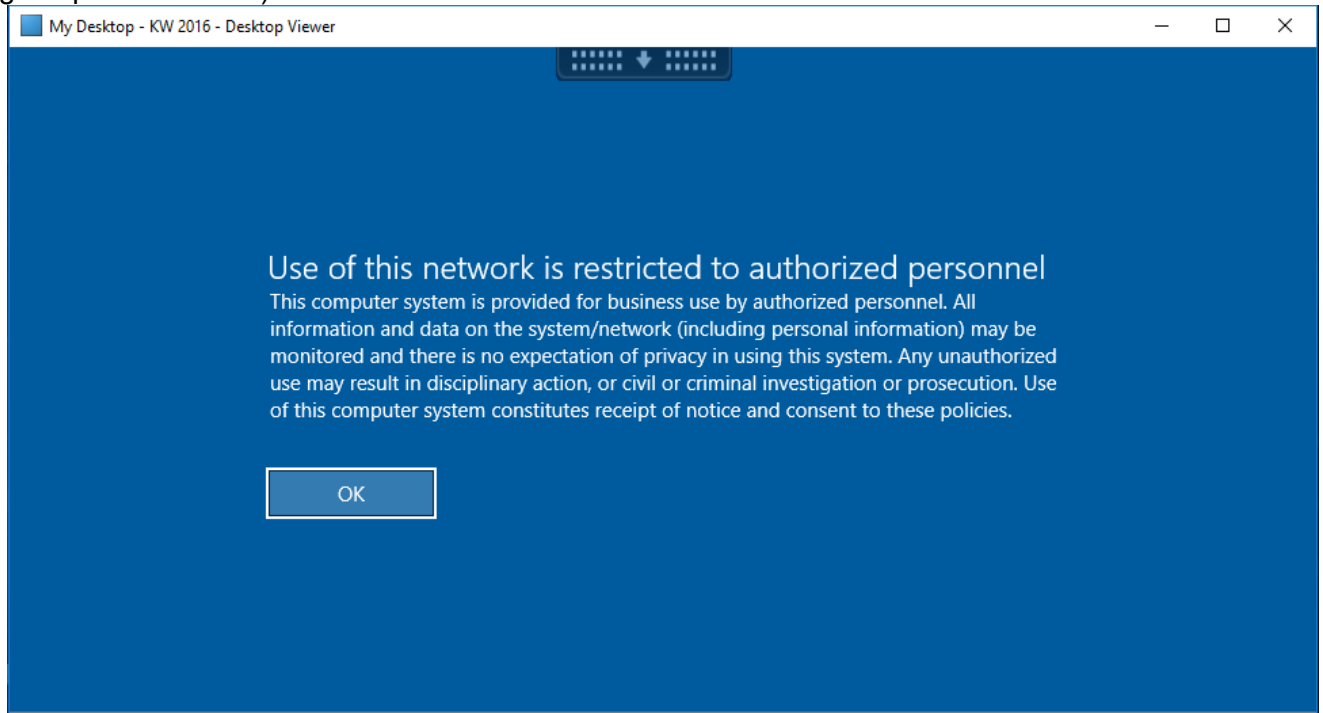 My Desktop - KW 2016 - Desktop Viewer
Use of this network is restricted to authorized personnel
This computer system is provided for business use by authorized personnel. All
information and data on the system/network (including personal information) may be
monitored and there is no expectation of privacy in using this system. Any unauthorized
use may result in disciplinary action, or civil or criminal investigation or prosecution. Use
of this computer system constitutes receipt of notice and consent to these policies.
OK